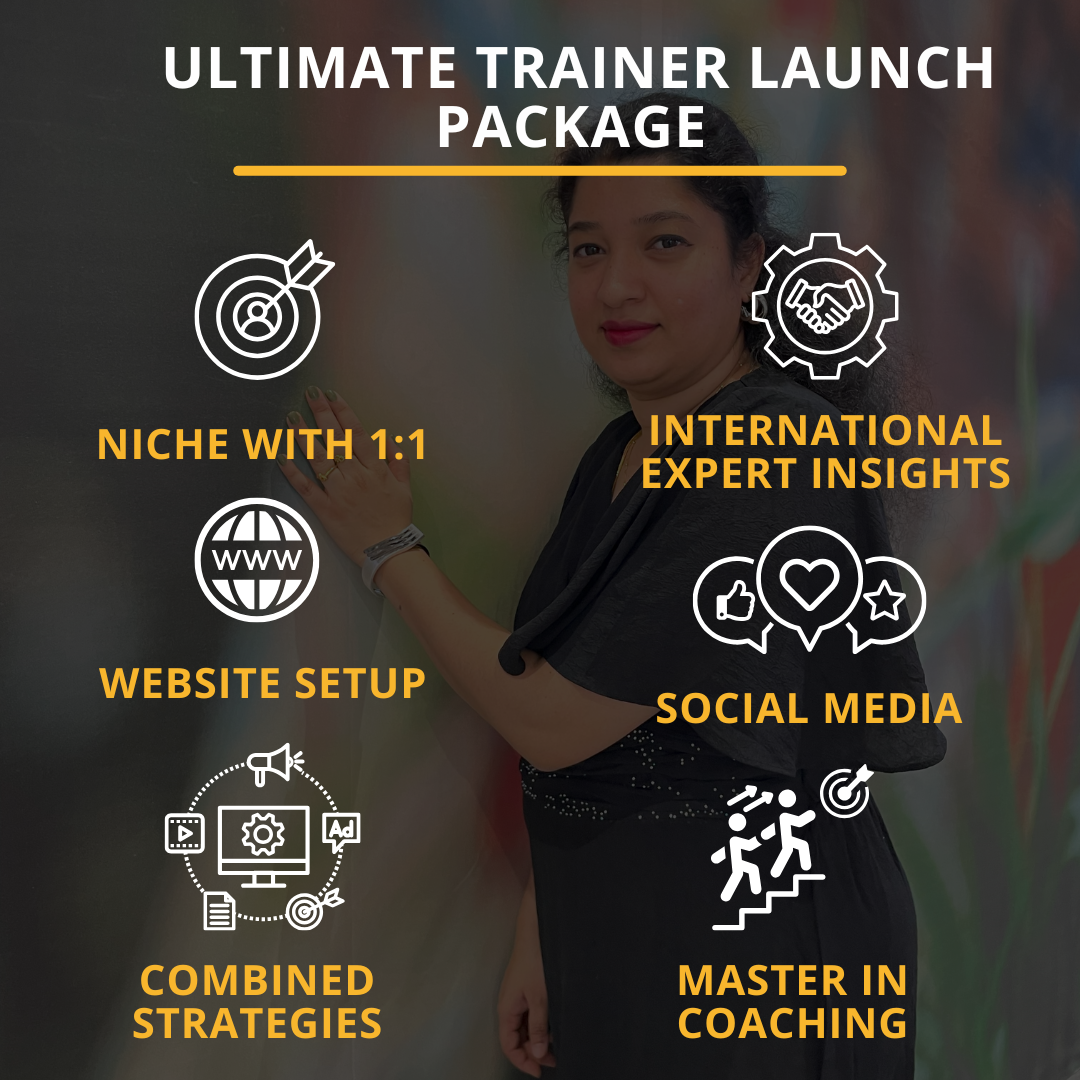 ULTIMATE TRAINER LAUNCH
PACKAGE
NICHE WITH 1:1
INTERNATIONAL
EXPERT INSIGHTS
WWW
WEBSITE SETUP
SOCIAL MEDIA
Ad
COMBINED
STRATEGIES
MASTER IN
COACHING